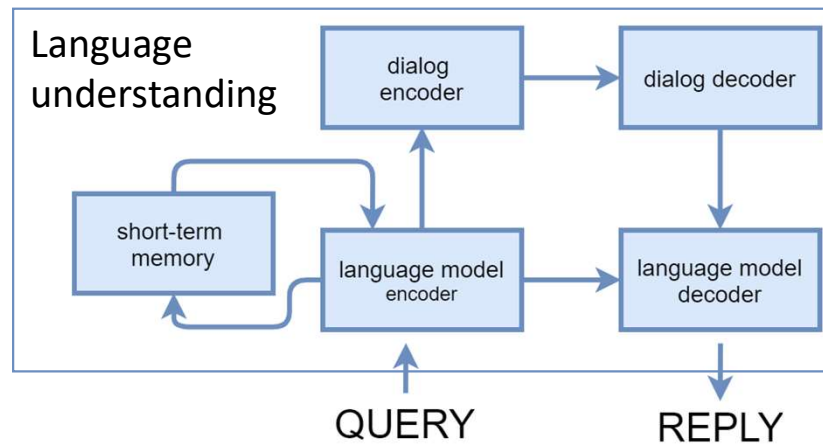 Language
understanding
dialog
encoder
dialog decoder
short-term
memory
language model
encoder
language model
decoder
QUERY
REPLY